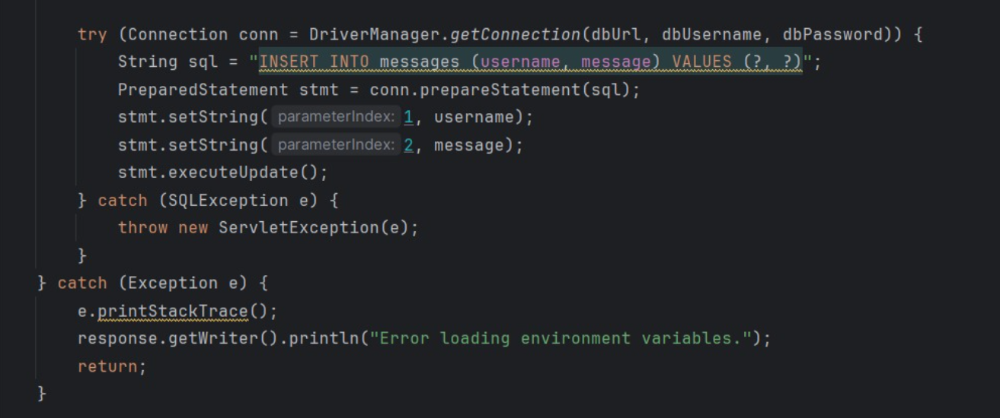 try (Connection conn = DriverManager.getConnection(dbUrl, dbUsername, dbPassword)) {
String sql = "INSERT INTO messages (username, message) VALUES (?, ?)";
PreparedStatement stmt = conn.prepareStatement(sql);
stmt.setString( parameterIndex: 1, username);
stmt.setString( parameterIndex: 2, message);
stmt.executeUpdate();
} catch (SQLException e) {
throw new ServletException(e);
}
} catch (Exception e) {
e.printStackTrace();
response.getWriter().println("Error loading environment variables.");
return;
}